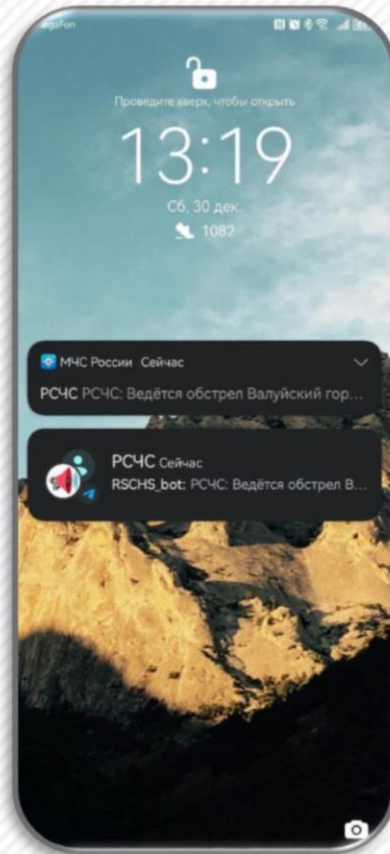 Проведите вверх, чтобы открыть
13:19
Сб, 30 дек.
1082
МЧС России Сейчас
РСЧС РСЧС: Ведётся обстрел Валуйский гор...
РСЧС Сейчас
RSCHS_bot: РСЧС: Ведётся обстрел В...